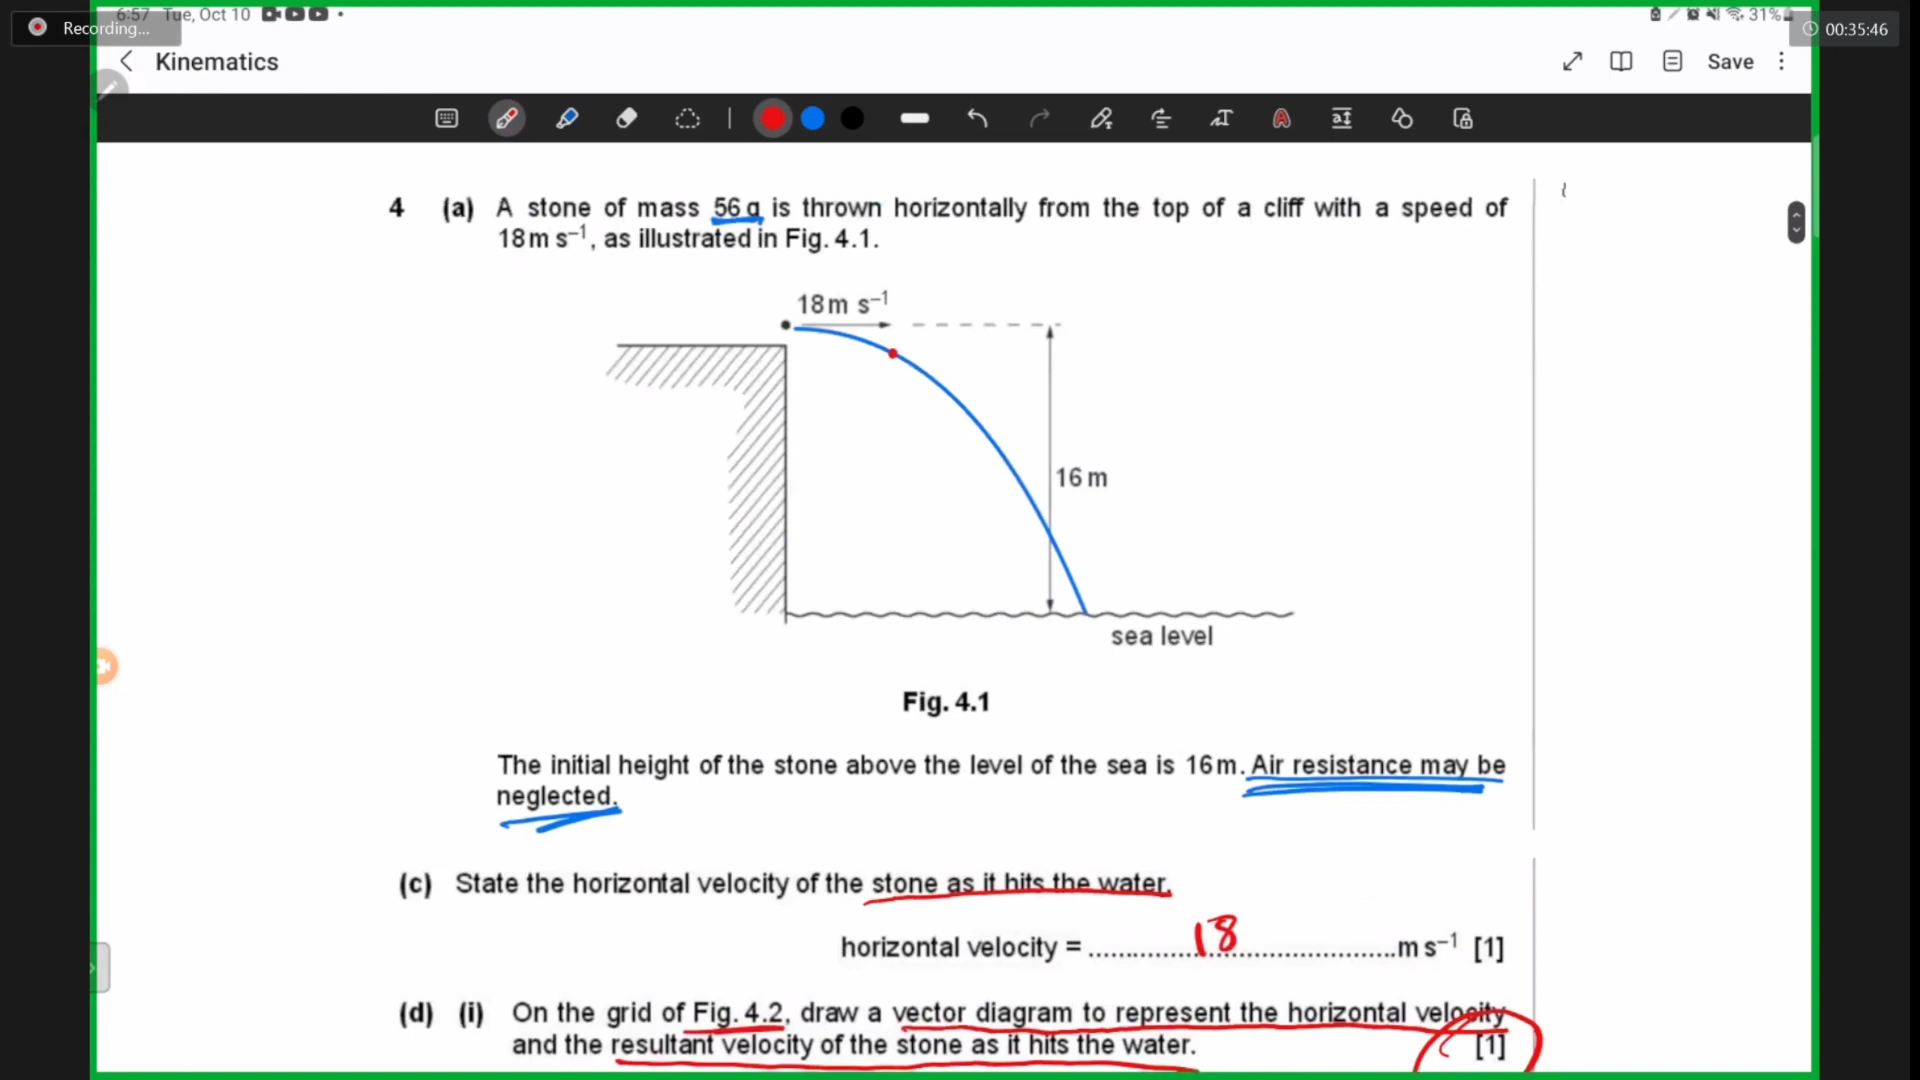 6:57 Tue, Oct 10
31%
Recording...
00:35:46
Kinematics
Save
4 (a) A stone of mass 56 g is thrown horizontally from the top of a cliff with a speed of
18 m s⁻¹, as illustrated in Fig. 4.1.
18 m s⁻¹
16 m
sea level
Fig. 4.1
The initial height of the stone above the level of the sea is 16 m. Air resistance may be
neglected.
(c) State the horizontal velocity of the stone as it hits the water.
horizontal velocity = ..............18..................... m s⁻¹ [1]
(d) (i) On the grid of Fig. 4.2, draw a vector diagram to represent the horizontal velocity
and the resultant velocity of the stone as it hits the water. [1]